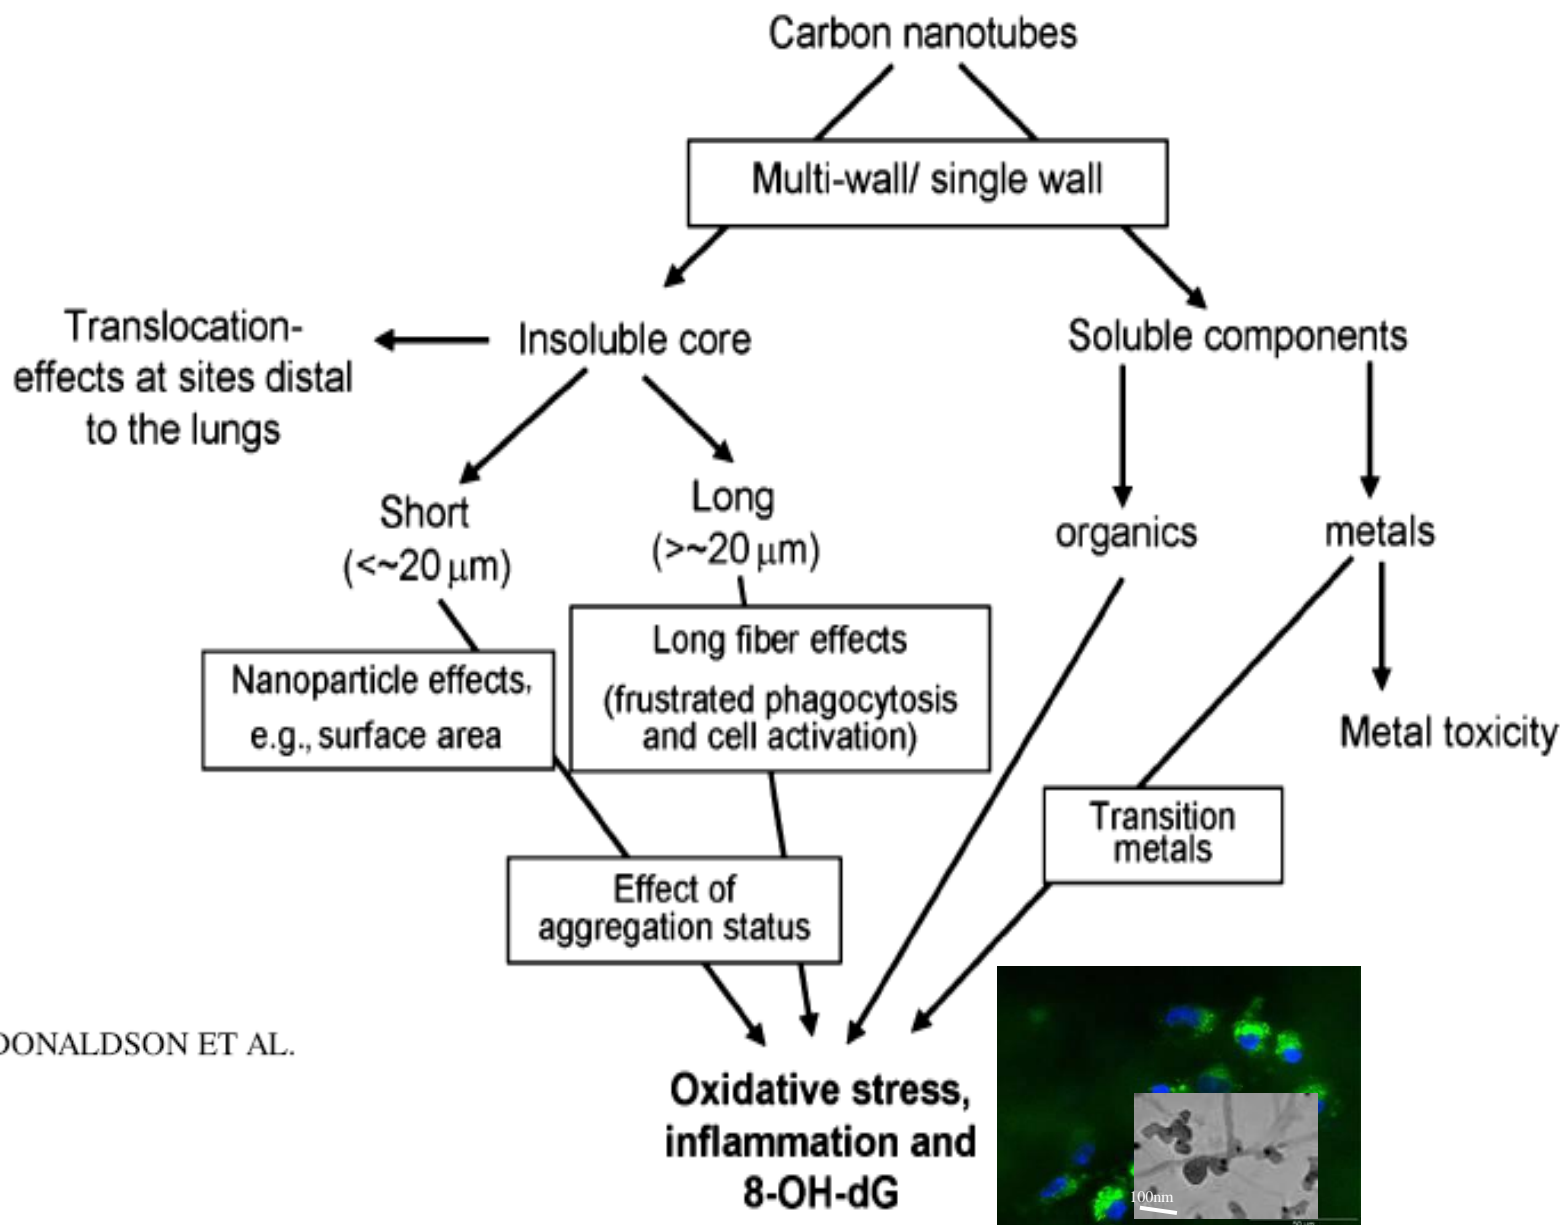 Carbon nanotubes
Multi-wall/ single wall
Translocation-
effects at sites distal
to the lungs
Insoluble core
Soluble components
Short
(<~20 μm)
Long
(>~20 μm)
organics
metals
Nanoparticle effects,
e.g., surface area
Long fiber effects
(frustrated phagocytosis
and cell activation)
Metal toxicity
Transition
metals
Effect of
aggregation status
DONALDSON ET AL.
Oxidative stress,
inflammation and
8-OH-dG
100nm